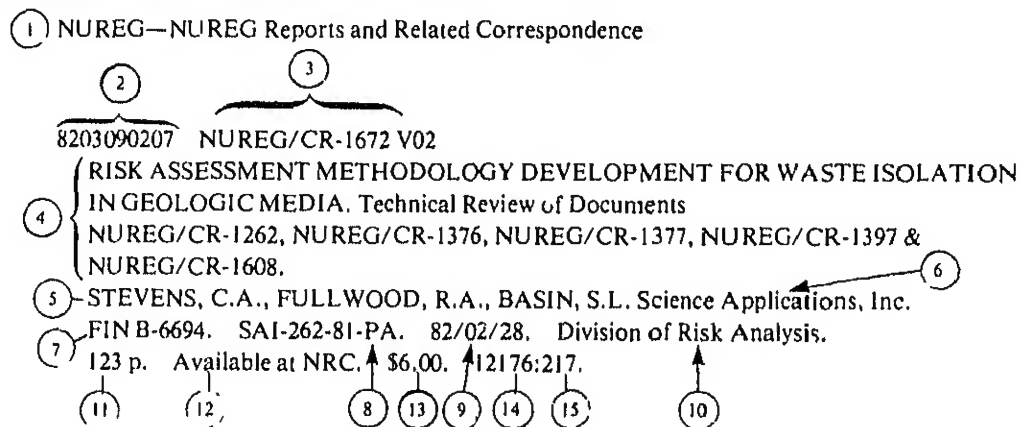 1 NUREG—NUREG Reports and Related Correspondence
2 3
8203090207 NUREG/CR-1672 V02
RISK ASSESSMENT METHODOLOGY DEVELOPMENT FOR WASTE ISOLATION
4 IN GEOLOGIC MEDIA. Technical Review of Documents
NUREG/CR-1262, NUREG/CR-1376, NUREG/CR-1377, NUREG/CR-1397 &
NUREG/CR-1608. 6
5 STEVENS, C.A., FULLWOOD, R.A., BASIN, S.L. Science Applications, Inc.
7 FIN B-6694. SAI-262-81-PA. 82/02/28. Division of Risk Analysis.
123 p. Available at NRC. $6.00. 12176:217.
11 12 8 13 9 14 15 10